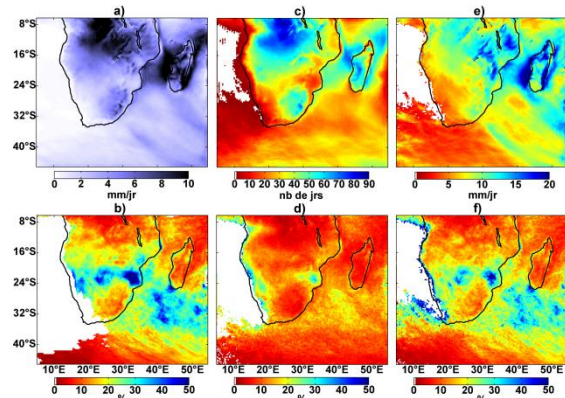 a) c) e)
8°S
16°S
24°S
32°S
40°S
0 2 4 6 8 10 0 10 20 30 40 50 60 70 80 90 0 5 10 15 20
mm/jr nb de jrs mm/jr
b) d) f)
8°S
16°S
24°S
32°S
40°S
10°E 20°E 30°E 40°E 50°E 10°E 20°E 30°E 40°E 50°E 10°E 20°E 30°E 40°E 50°E
0 10 20 30 40 50 0 10 20 30 40 50 0 10 20 30 40 50
% % %